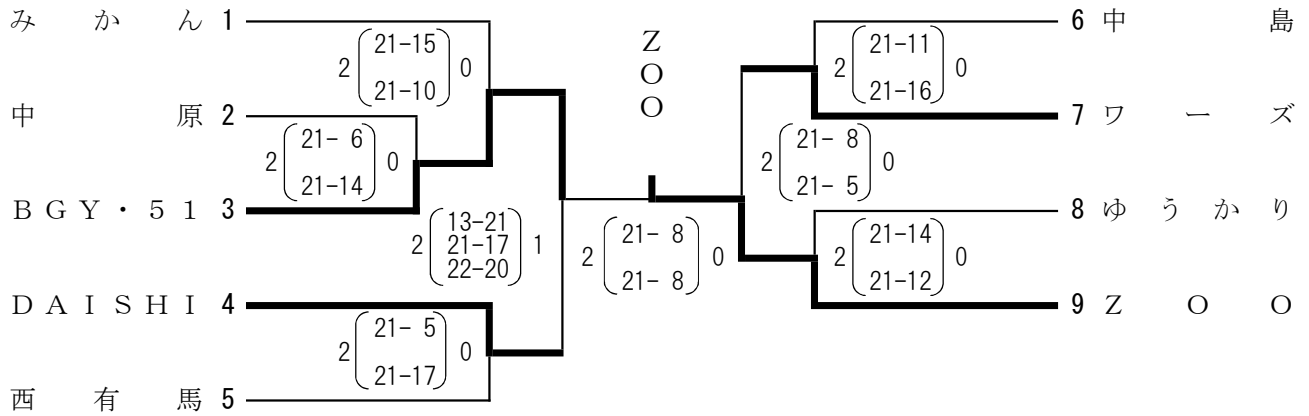 みかん 1
2 21-15 0
21-10
中原 2
2 21- 6 0
21-14
BGY・51 3
13-21
2 21-17 1
22-20
DAISHI 4
2 21- 5 0
21-17
西有馬 5
ZOO
2 21- 8 0
21- 8
6 中島
2 21-11 0
21-16
7 ワーズ
2 21- 8 0
21- 5
8 ゆうかり
2 21-14 0
21-12
9 ZOO